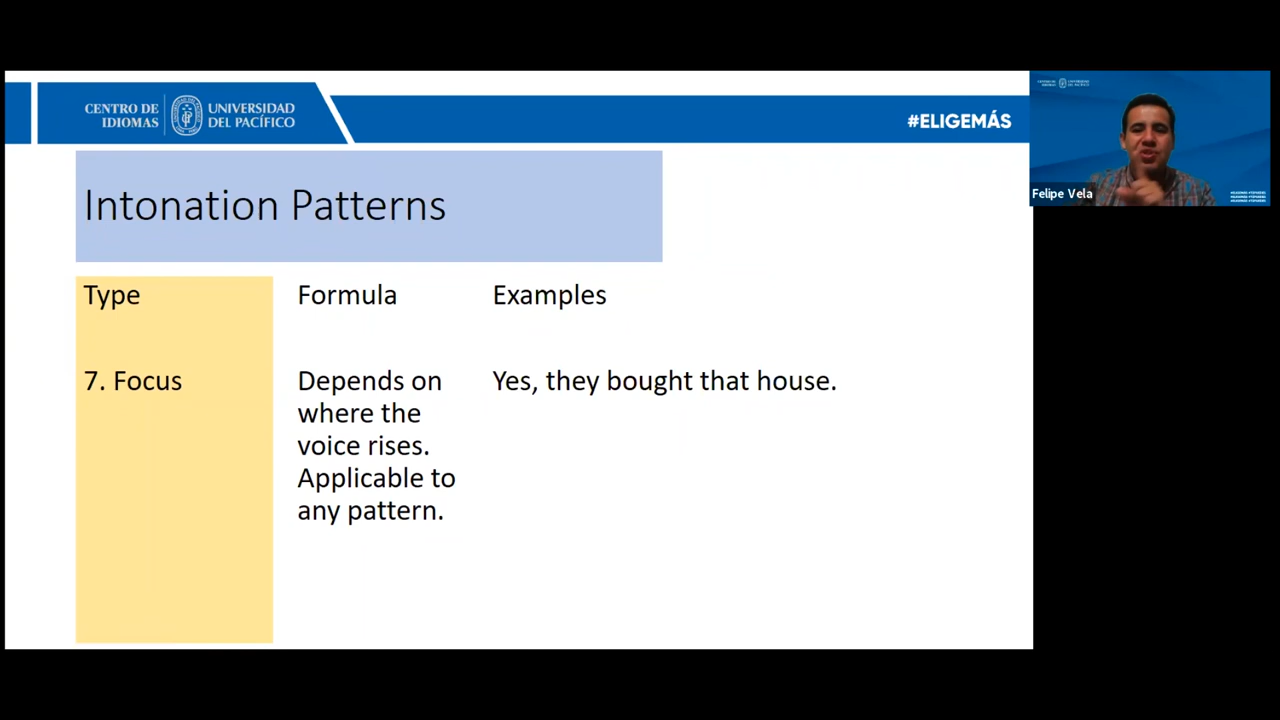 CENTRO DE
IDIOMAS
UNIVERSIDAD
DEL PACÍFICO
#ELIGEMÁS
Intonation Patterns
Type
Formula
Examples
7. Focus
Depends on
where the
voice rises.
Applicable to
any pattern.
Yes, they bought that house.
Felipe Vela